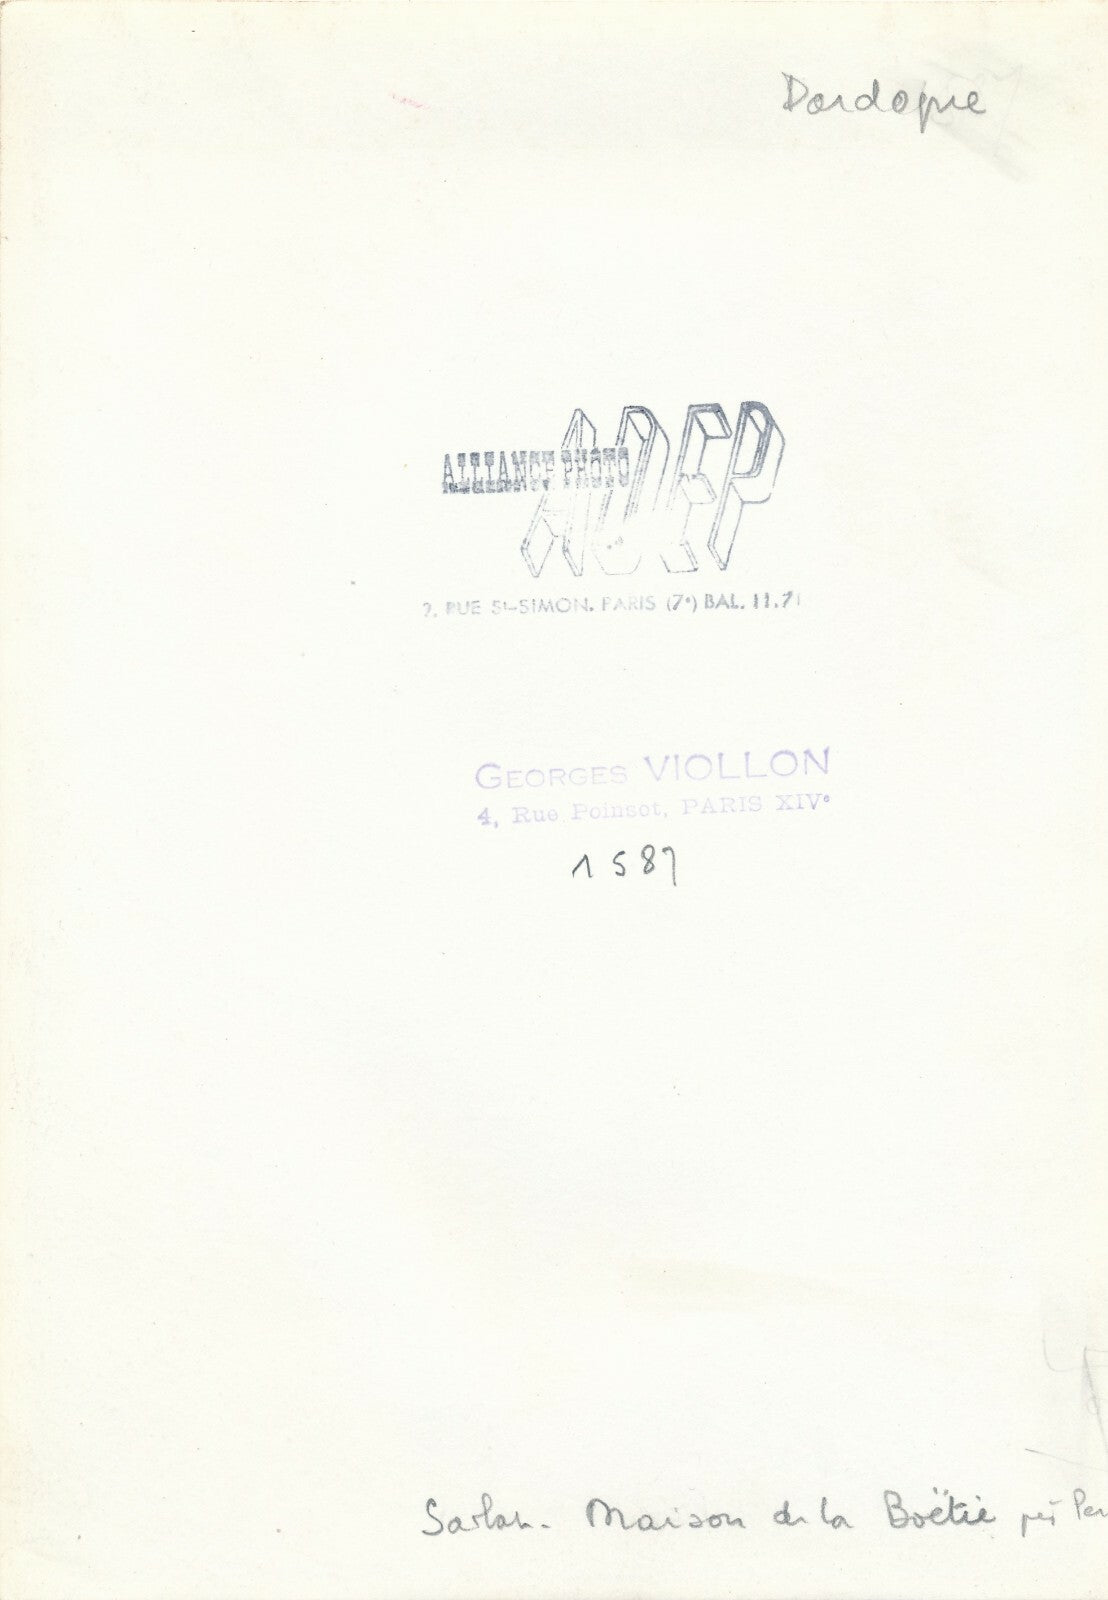 Dordogne
ADEP
ALLIANCE PHOTO
2, RUE St-SIMON. PARIS (7e) BAL. 11.71
GEORGES VIOLLON
4, Rue Poinsot, PARIS XIVe
1587
Sarlat - Maison de la Boëtie